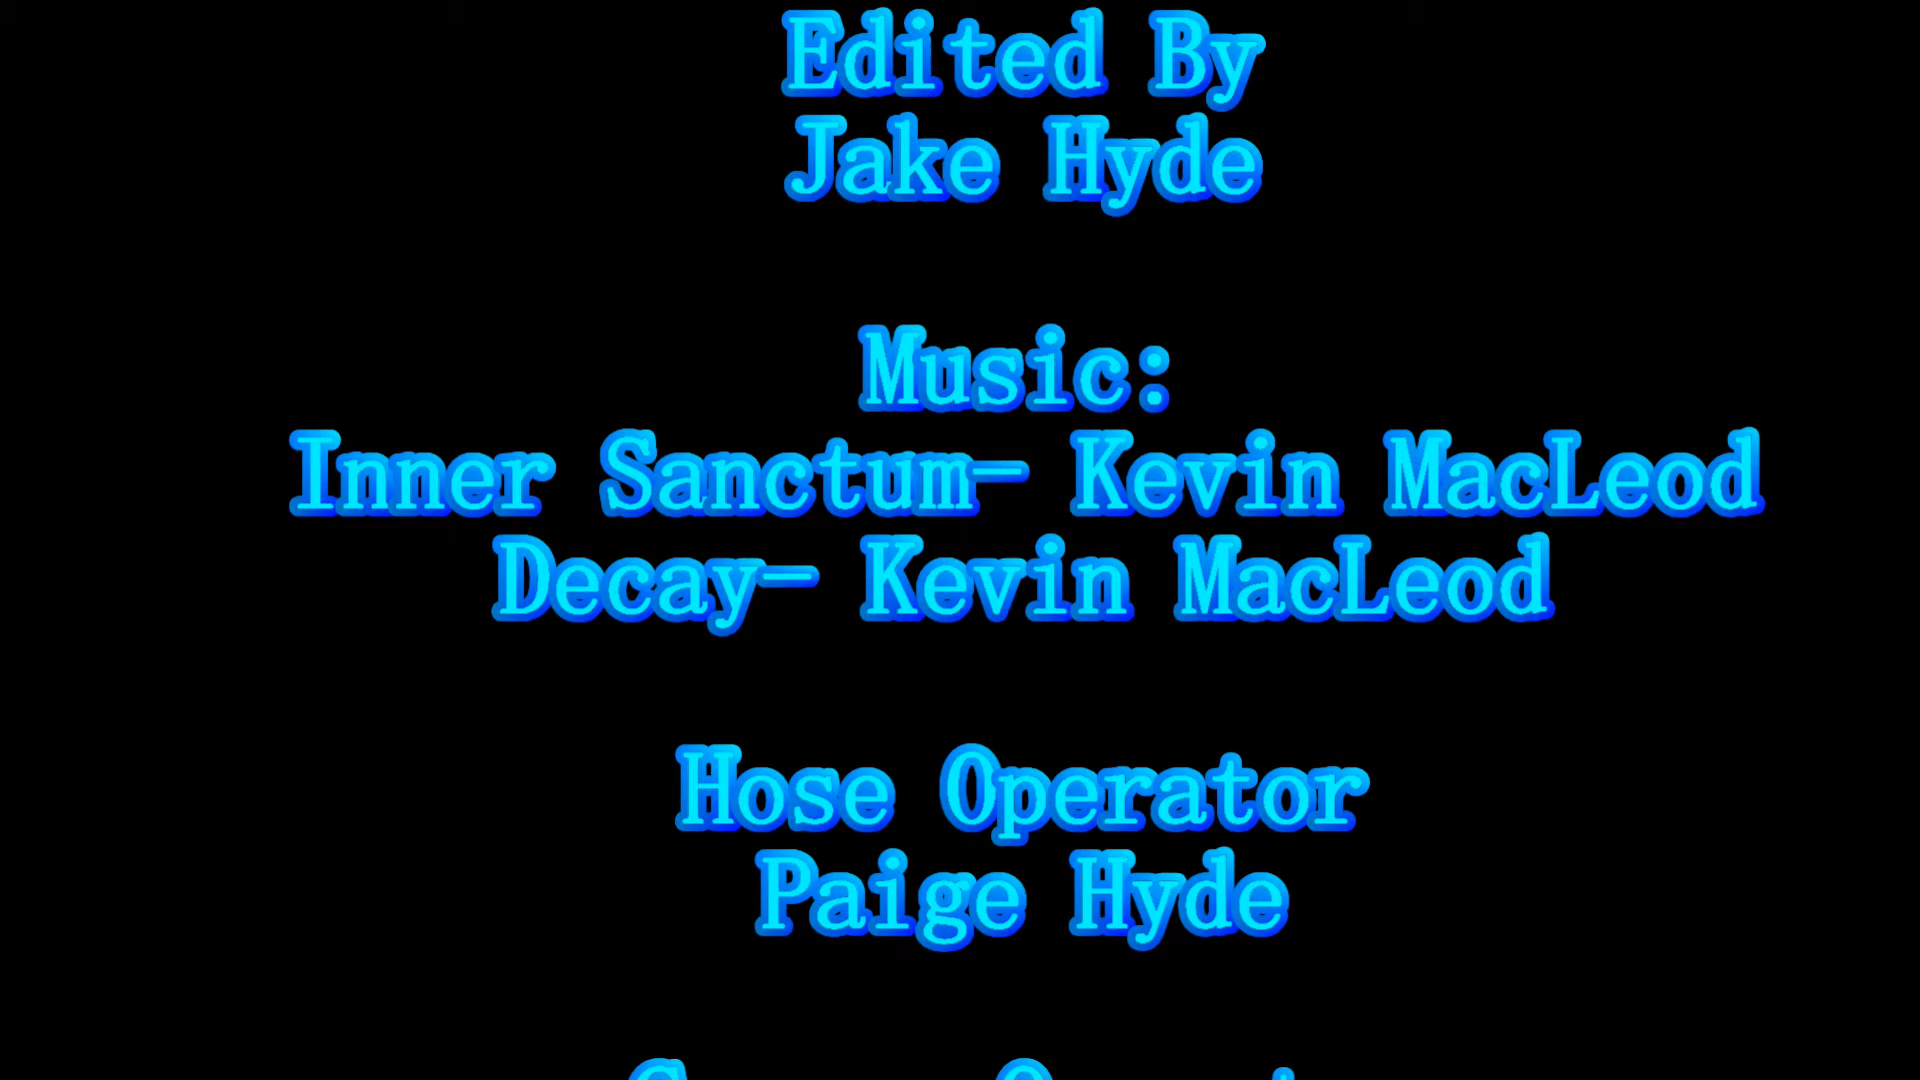 Edited By
Jake Hyde
Music:
Inner Sanctum- Kevin MacLeod
Decay- Kevin MacLeod
Hose Operator
Paige Hyde